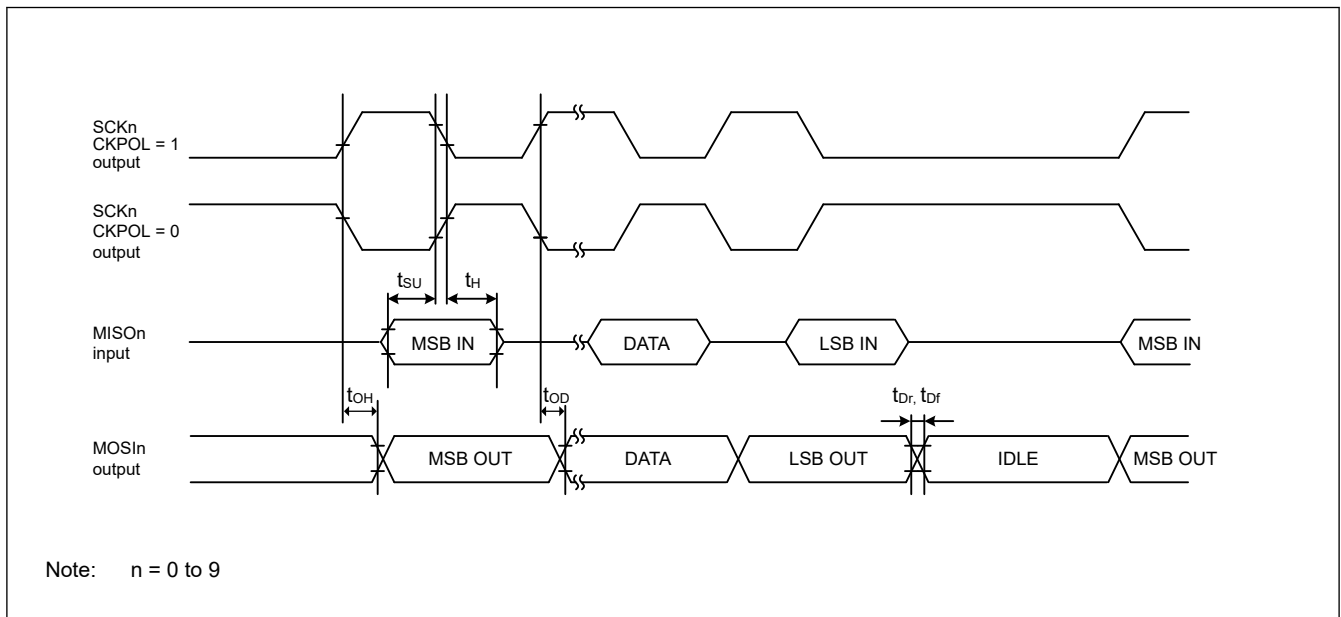 SCKn
CKPOL = 1
output
SCKn
CKPOL = 0
output
tSU
tH
MISOn
input
MSB IN
DATA
LSB IN
MSB IN
tOH
tOD
tDr, tDf
MOSIn
output
MSB OUT
DATA
LSB OUT
IDLE
MSB OUT
Note: n = 0 to 9